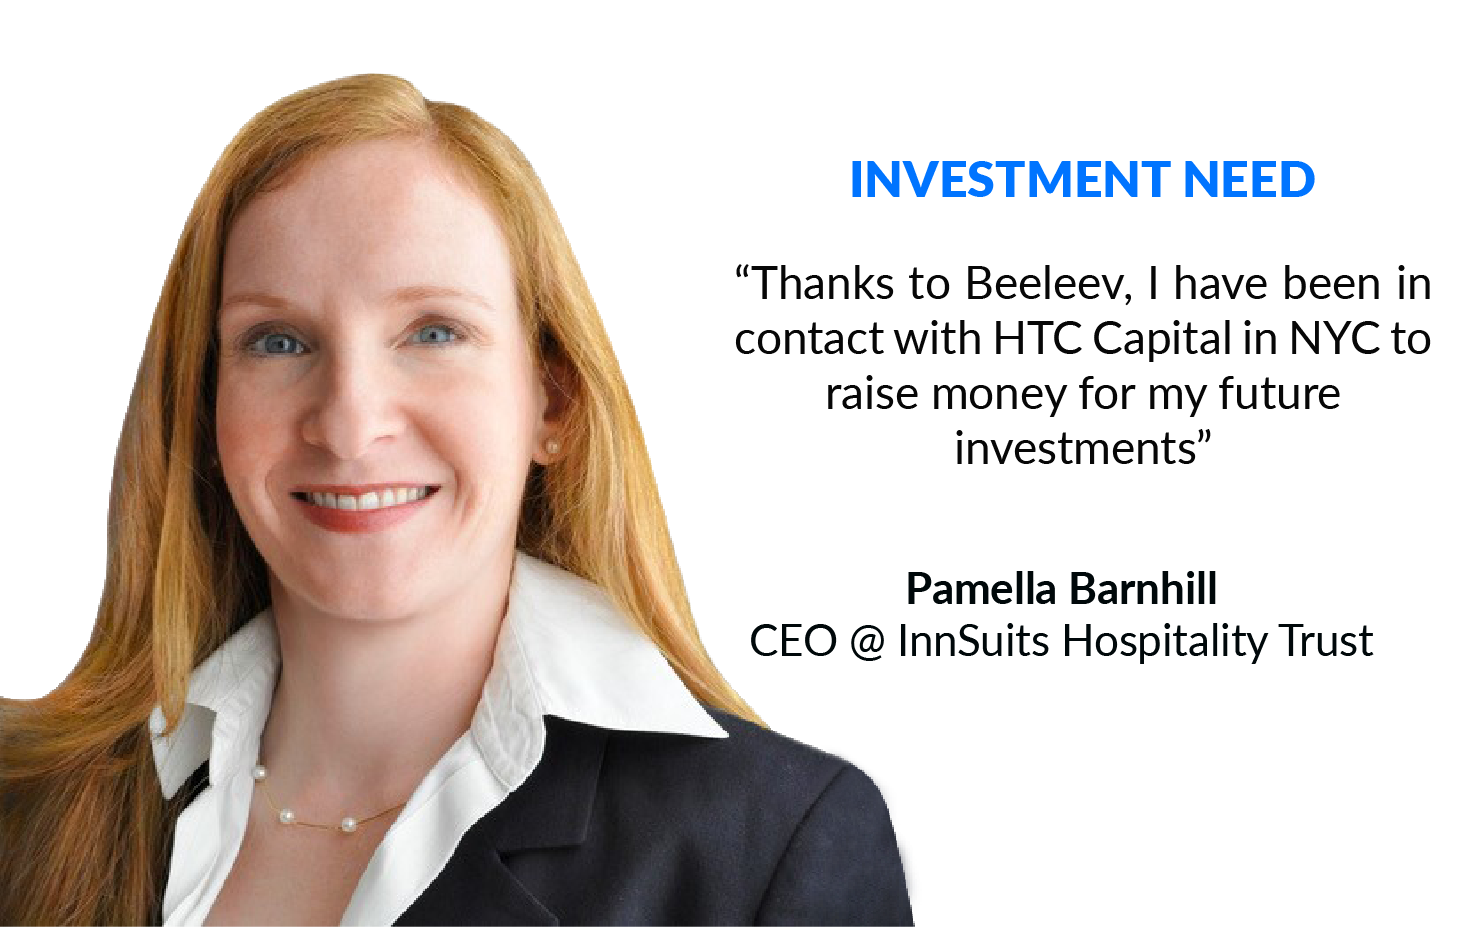 INVESTMENT NEED
“Thanks to Beeleev, I have been in
contact with HTC Capital in NYC to
raise money for my future
investments”
Pamella Barnhill
CEO @ InnSuits Hospitality Trust